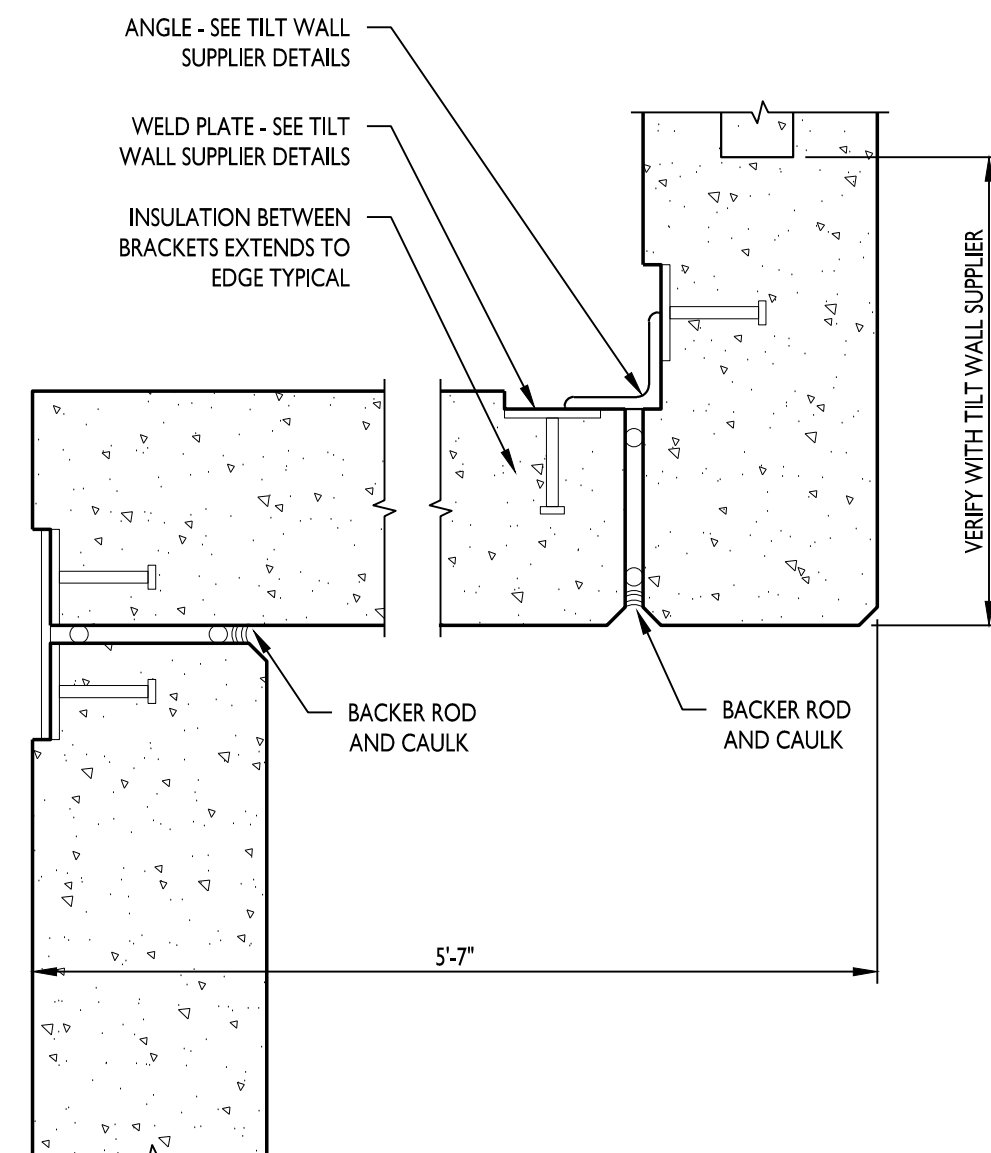 ANGLE - SEE TILT WALL
SUPPLIER DETAILS
WELD PLATE - SEE TILT
WALL SUPPLIER DETAILS
INSULATION BETWEEN
BRACKETS EXTENDS TO
EDGE TYPICAL
VERIFY WITH TILT WALL SUPPLIER
BACKER ROD
AND CAULK
BACKER ROD
AND CAULK
5'-7"